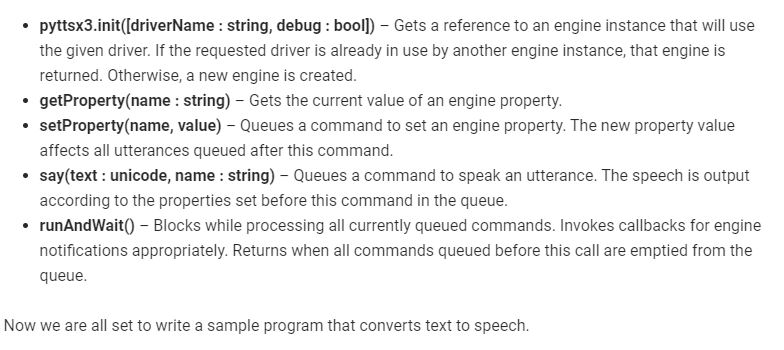 • pyttsx3.init([driverName : string, debug : bool]) – Gets a reference to an engine instance that will use
the given driver. If the requested driver is already in use by another engine instance, that engine is
returned. Otherwise, a new engine is created.
• getProperty(name : string) – Gets the current value of an engine property.
• setProperty(name, value) – Queues a command to set an engine property. The new property value
affects all utterances queued after this command.
• say(text : unicode, name : string) – Queues a command to speak an utterance. The speech is output
according to the properties set before this command in the queue.
• runAndWait() – Blocks while processing all currently queued commands. Invokes callbacks for engine
notifications appropriately. Returns when all commands queued before this call are emptied from the
queue.
Now we are all set to write a sample program that converts text to speech.